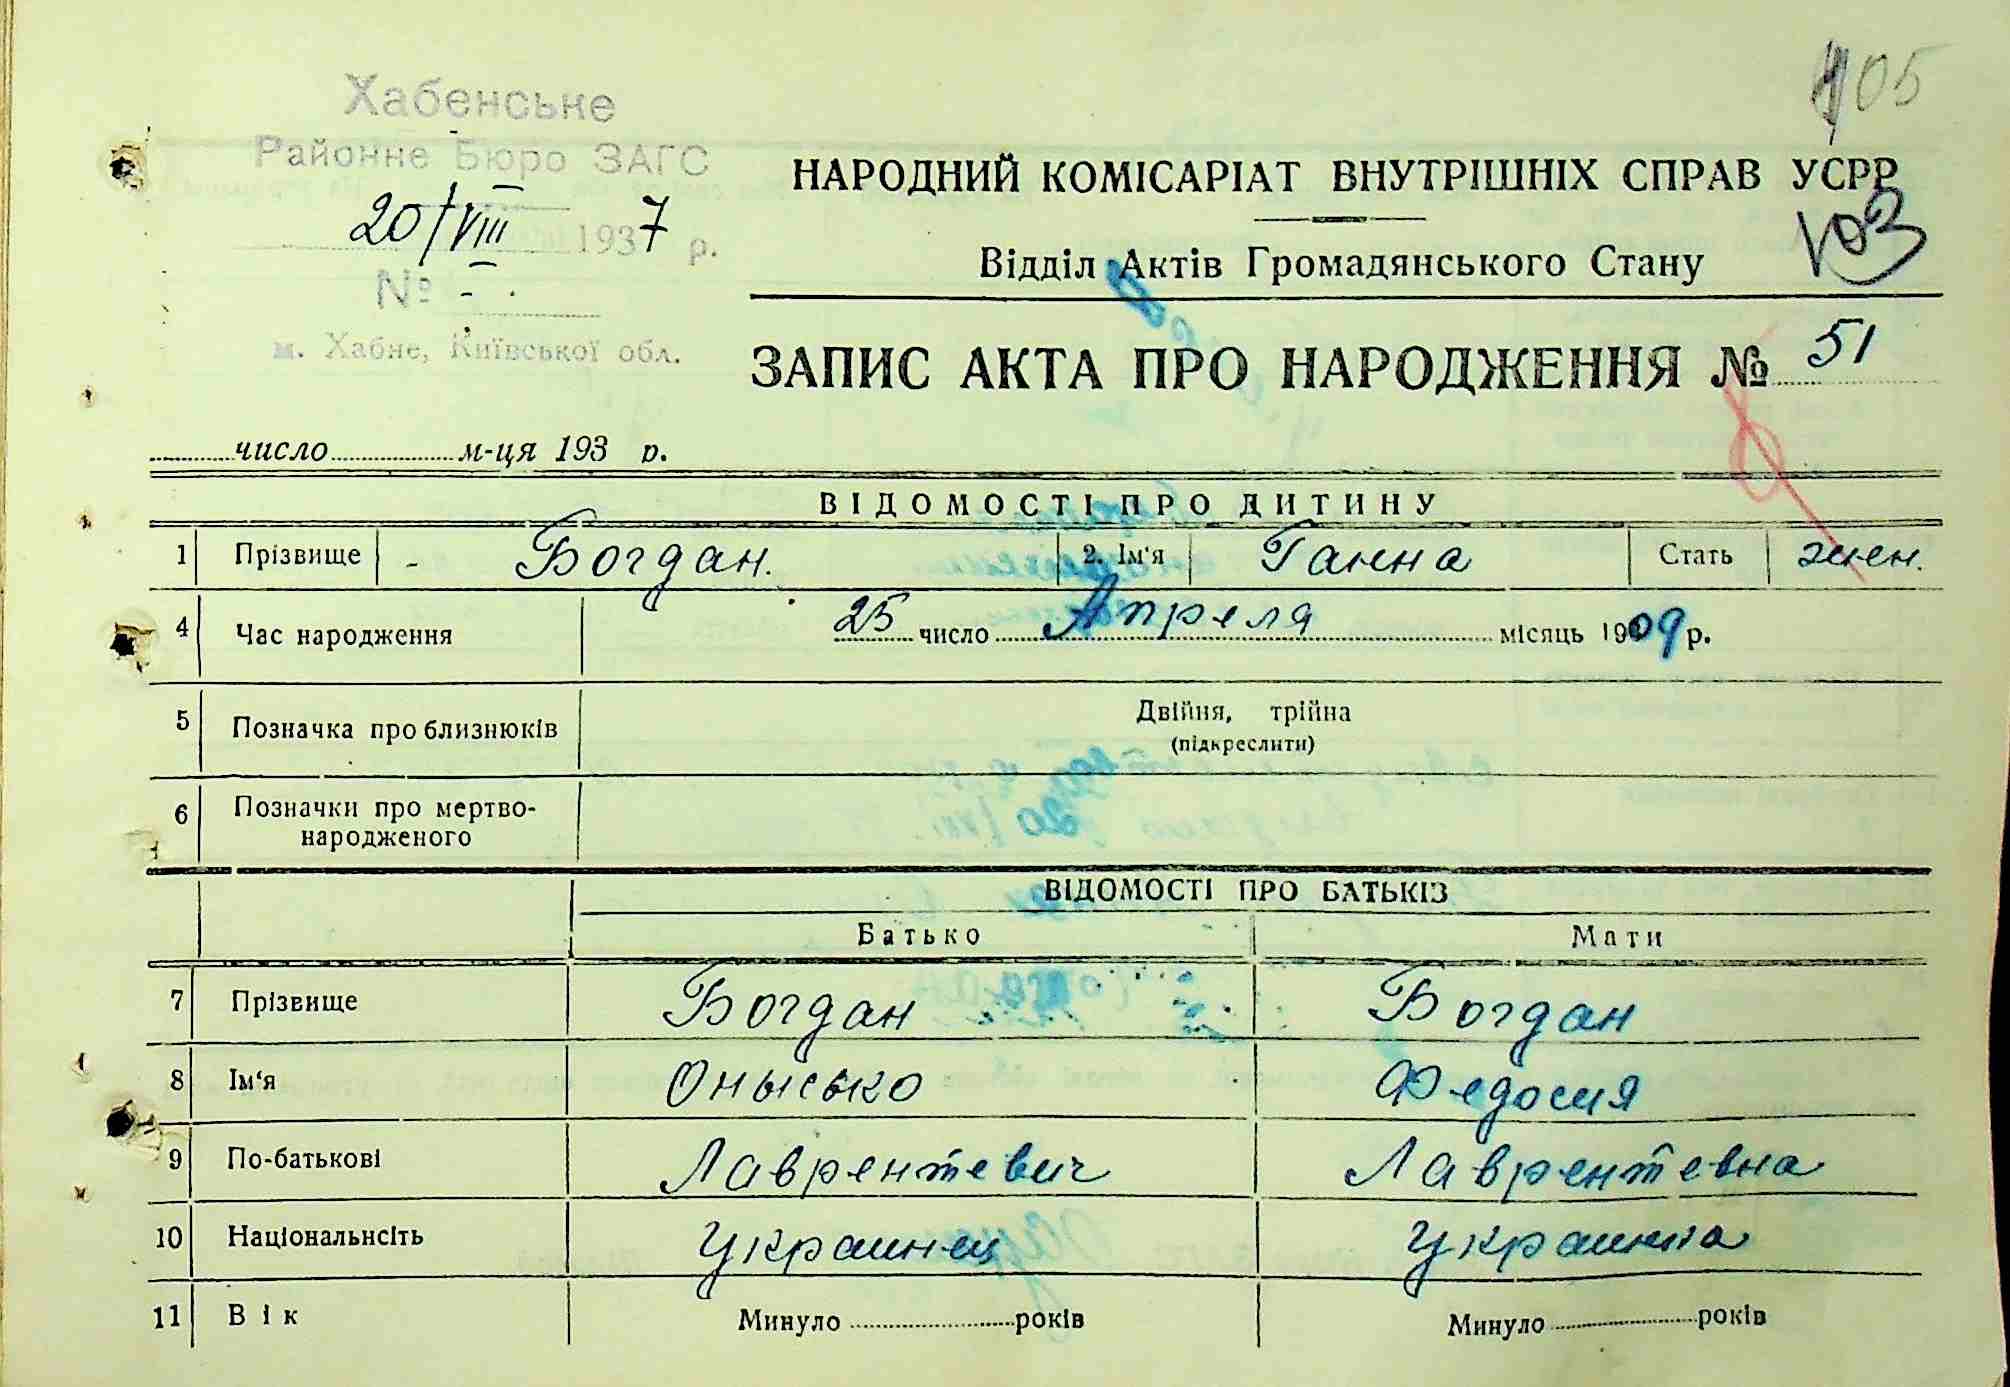 105
Хабенське
Районне Бюро ЗАГС
20/VIII 1937 р.
№ -
м. Хабне, Київської обл.
НАРОДНИЙ КОМІСАРІАТ ВНУТРІШНІХ СПРАВ УСРР
103
Відділ Актів Громадянського Стану
ЗАПИС АКТА ПРО НАРОДЖЕННЯ № 51
число м-ця 193 р.
ВІДОМОСТІ ПРО ДИТИНУ
1 Прізвище - Богдан. 2. Ім'я Ганна Стать жен.
4 Час народження 25 число Апреля місяць 1909 р.
5 Позначка про близнюків Двійня, трійна
(підкреслити)
6 Позначки про мертво-
народженого
ВІДОМОСТІ ПРО БАТЬКІВ
Батько Мати
7 Прізвище Богдан Богдан
8 Ім'я Онысько Федосия
9 По-батькові Лаврентевич Лаврентевна
10 Національнсіть Украинец Украинка
11 Вік Минуло років Минуло років